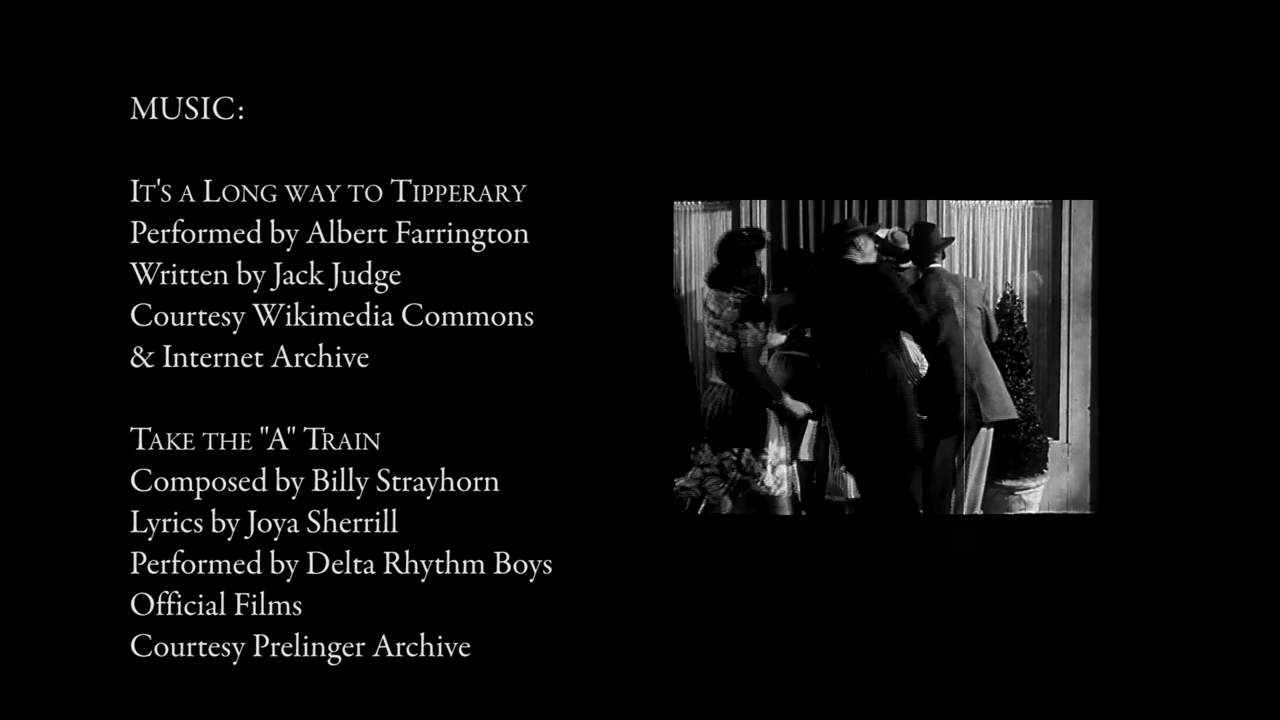 MUSIC:
IT'S A LONG WAY TO TIPPERARY
Performed by Albert Farrington
Written by Jack Judge
Courtesy Wikimedia Commons
& Internet Archive
TAKE THE "A" TRAIN
Composed by Billy Strayhorn
Lyrics by Joya Sherrill
Performed by Delta Rhythm Boys
Official Films
Courtesy Prelinger Archive